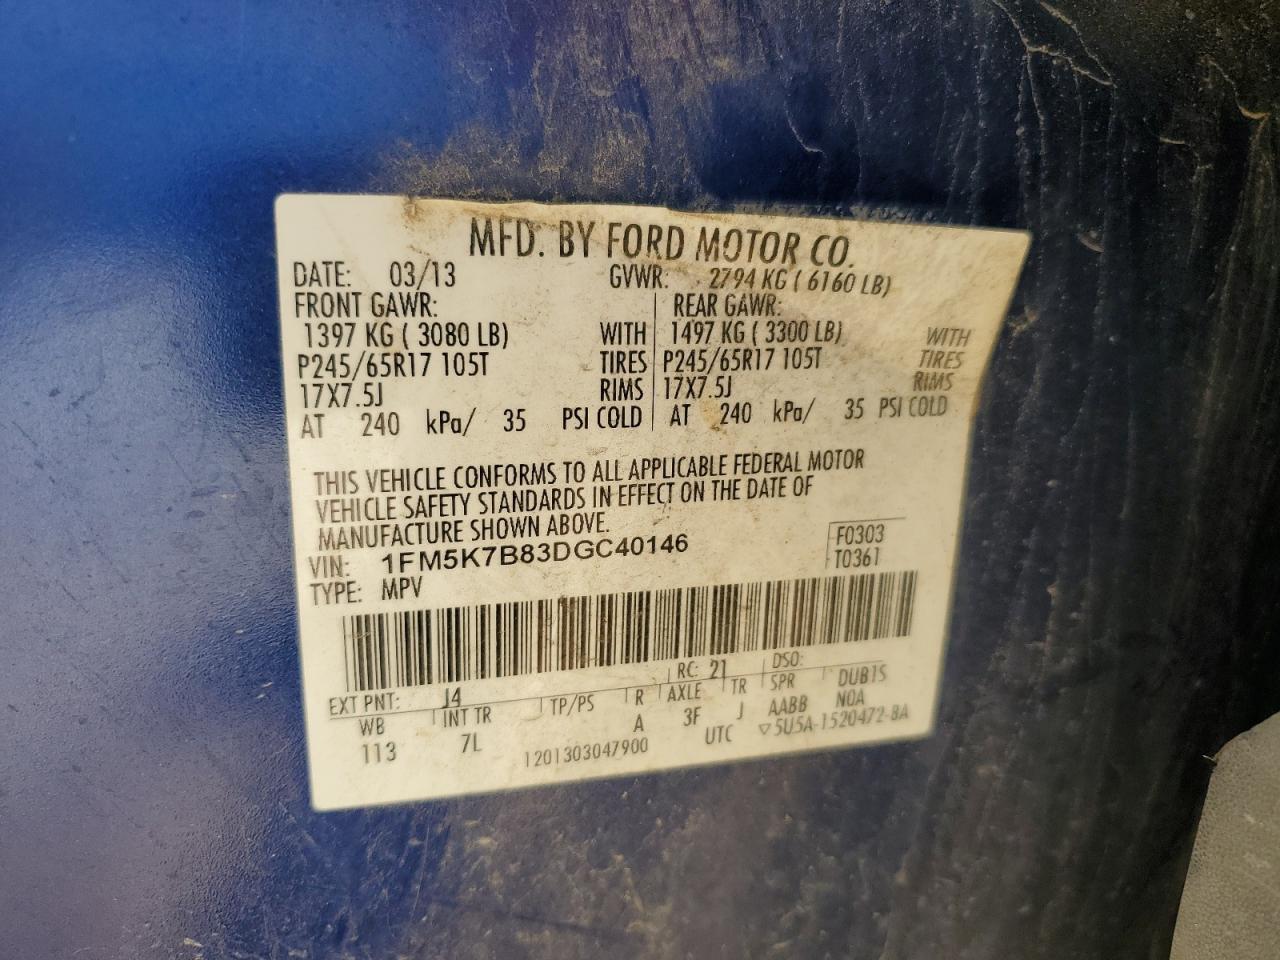 MFD. BY FORD MOTOR CO.
DATE: 03/13 GVWR: 2794 KG ( 6160 LB)
FRONT GAWR: REAR GAWR:
1397 KG ( 3080 LB) WITH 1497 KG ( 3300 LB) WITH
P245/65R17 105T TIRES P245/65R17 105T TIRES
17X7.5J RIMS 17X7.5J RIMS
AT 240 kPa/ 35 PSI COLD AT 240 kPa/ 35 PSI COLD
THIS VEHICLE CONFORMS TO ALL APPLICABLE FEDERAL MOTOR
VEHICLE SAFETY STANDARDS IN EFFECT ON THE DATE OF
MANUFACTURE SHOWN ABOVE.
VIN: 1FM5K7B83DGC40146 F0303
TYPE: MPV T0361
EXT PNT: J4 RC: 21 DSO:
WB INT TR TP/PS R AXLE TR SPR DUB1S
113 7L A 3F J AABB NOA
1201303047900 UTC ▽5U5A-1520472-BA